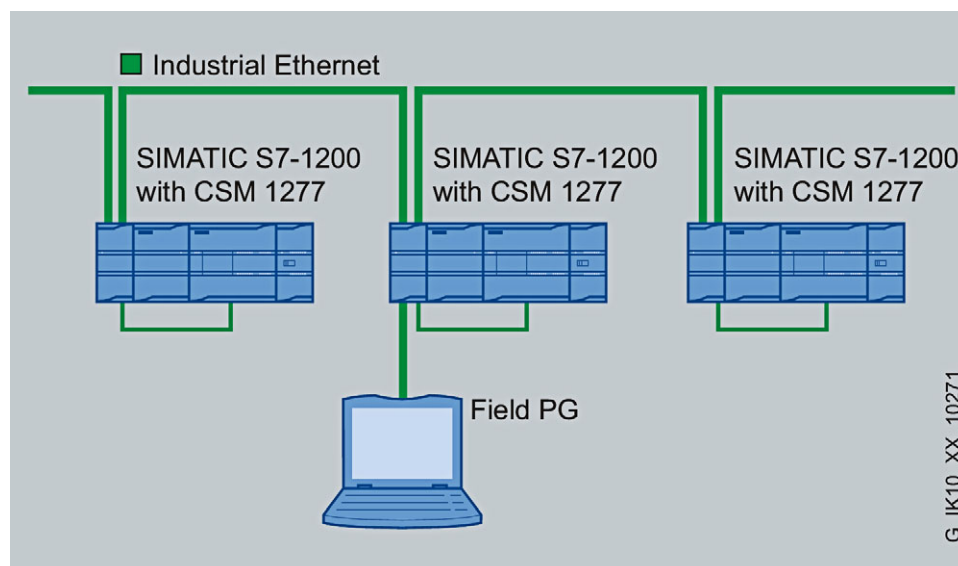 Industrial Ethernet
SIMATIC S7-1200
with CSM 1277
SIMATIC S7-1200
with CSM 1277
SIMATIC S7-1200
with CSM 1277
Field PG
G_IK10_XX_10271